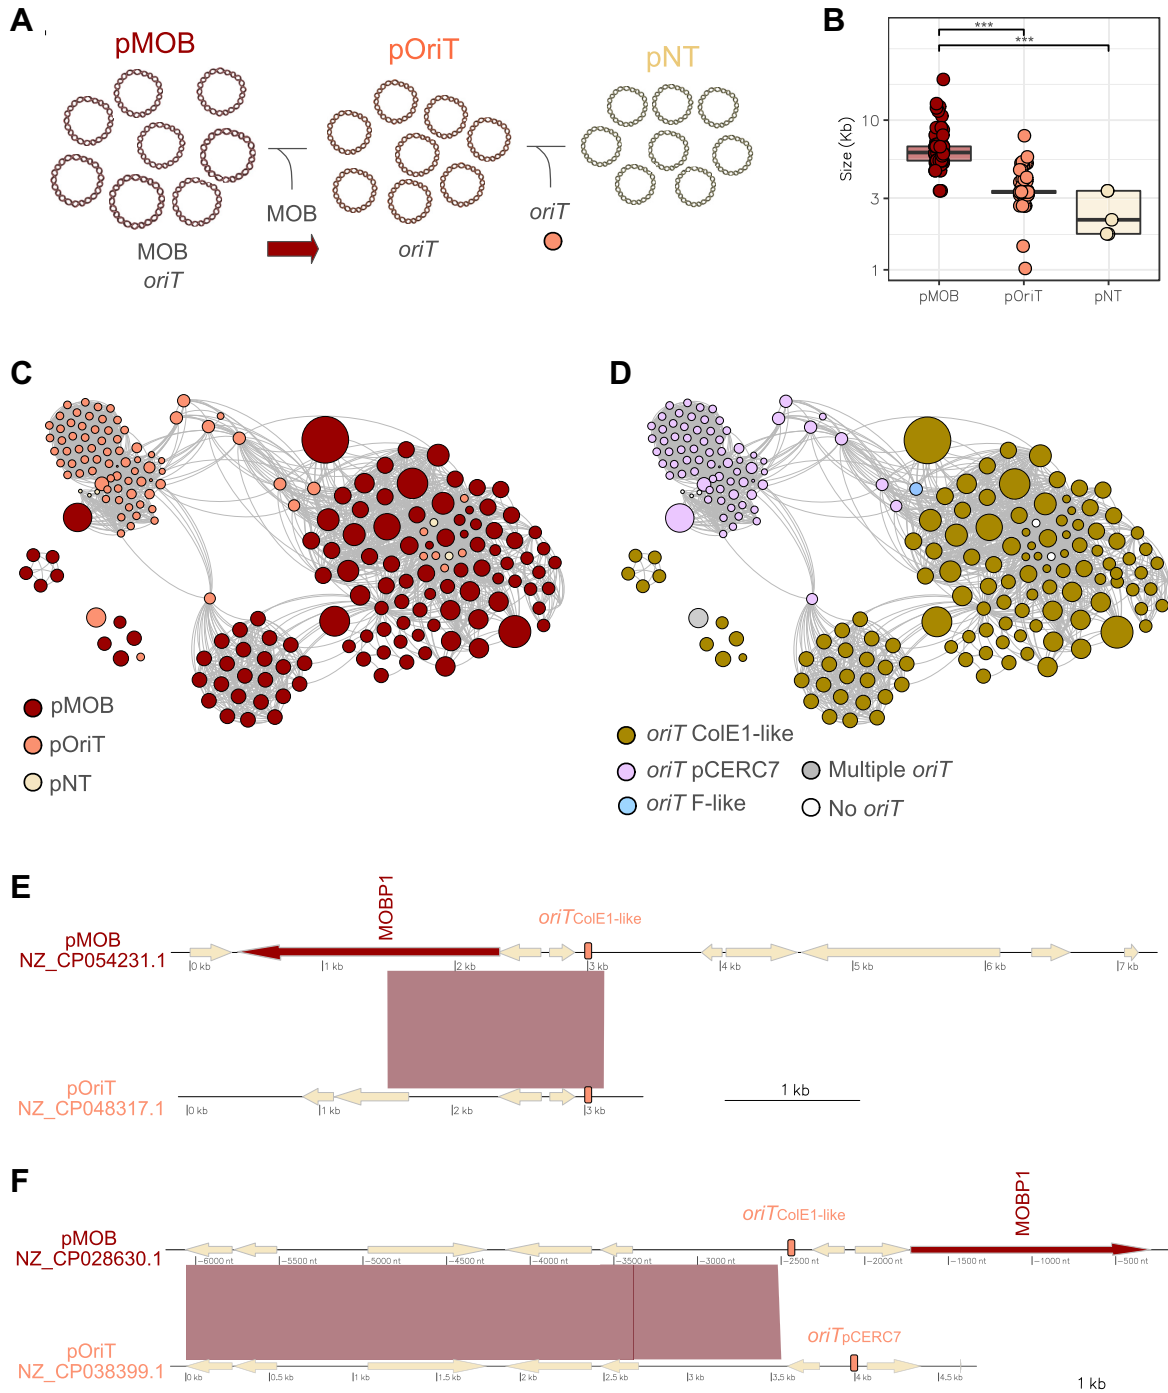 A
pMOB
pOriT
pNT
MOB
oriT
MOB
oriT
oriT
B
***
***
Size (Kb)
10
3
1
pMOB
pOriT
pNT
C
pMOB
pOriT
pNT
D
oriT ColE1-like
oriT pCERC7
oriT F-like
Multiple oriT
No oriT
E
MOBP1
oriTColE1-like
pMOB
NZ_CP054231.1
0 kb
1 kb
2 kb
3 kb
4 kb
5 kb
6 kb
7 kb
pOriT
NZ_CP048317.1
0 kb
1 kb
2 kb
3 kb
1 kb
F
MOBP1
oriTColE1-like
pMOB
NZ_CP028630.1
−6000 nt
−5500 nt
−5000 nt
−4500 nt
−4000 nt
−3500 nt
−3000 nt
−2500 nt
−2000 nt
−1500 nt
−1000 nt
−500 nt
oriTpCERC7
pOriT
NZ_CP038399.1
0 kb
0.5 kb
1 kb
1.5 kb
2 kb
2.5 kb
3 kb
3.5 kb
4 kb
4.5 kb
1 kb